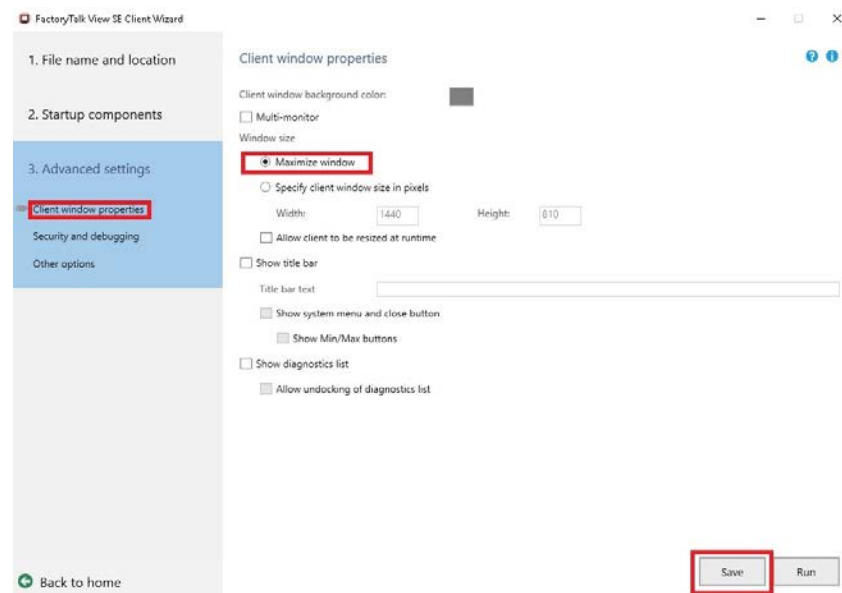 FactoryTalk View SE Client Wizard
1. File name and location
2. Startup components
3. Advanced settings
Client window properties
Security and debugging
Other options
Back to home
Client window properties
Client window background color:
Multi-monitor
Window size
Maximize window
Specify client window size in pixels
Width: 1440 Height: 810
Allow client to be resized at runtime
Show title bar
Title bar text
Show system menu and close button
Show Min/Max buttons
Show diagnostics list
Allow undocking of diagnostics list
Save Run